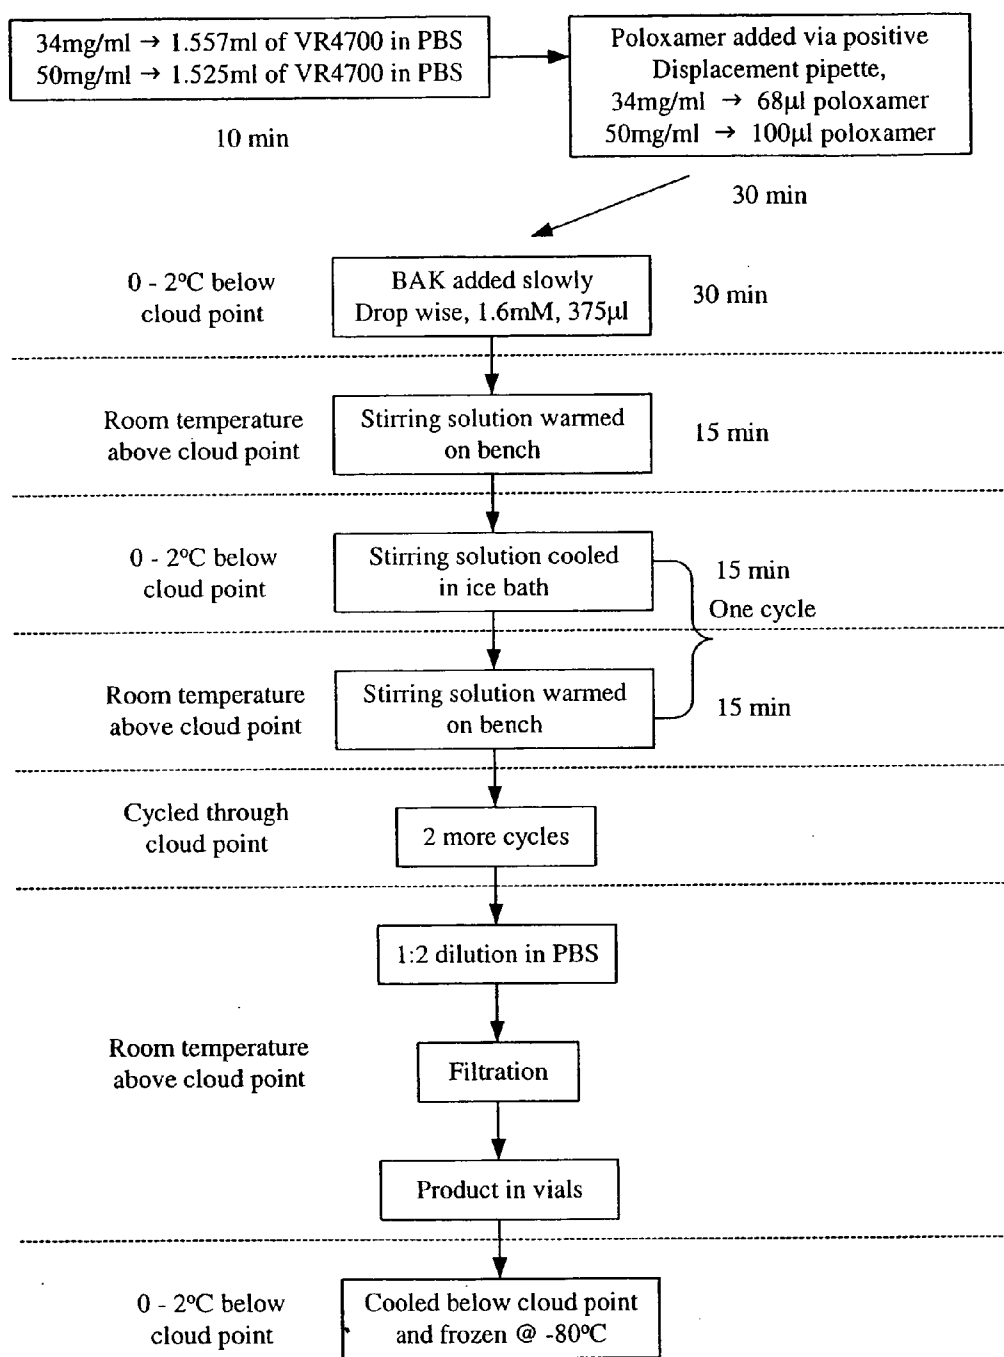 34mg/ml → 1.557ml of VR4700 in PBS
50mg/ml → 1.525ml of VR4700 in PBS
10 min
Poloxamer added via positive
Displacement pipette,
34mg/ml → 68µl poloxamer
50mg/ml → 100µl poloxamer
30 min
0 - 2ºC below
cloud point
BAK added slowly
Drop wise, 1.6mM, 375µl
30 min
Room temperature
above cloud point
Stirring solution warmed
on bench
15 min
0 - 2ºC below
cloud point
Stirring solution cooled
in ice bath
15 min
One cycle
Room temperature
above cloud point
Stirring solution warmed
on bench
15 min
Cycled through
cloud point
2 more cycles
1:2 dilution in PBS
Room temperature
above cloud point
Filtration
Product in vials
0 - 2ºC below
cloud point
Cooled below cloud point
and frozen @ -80ºC